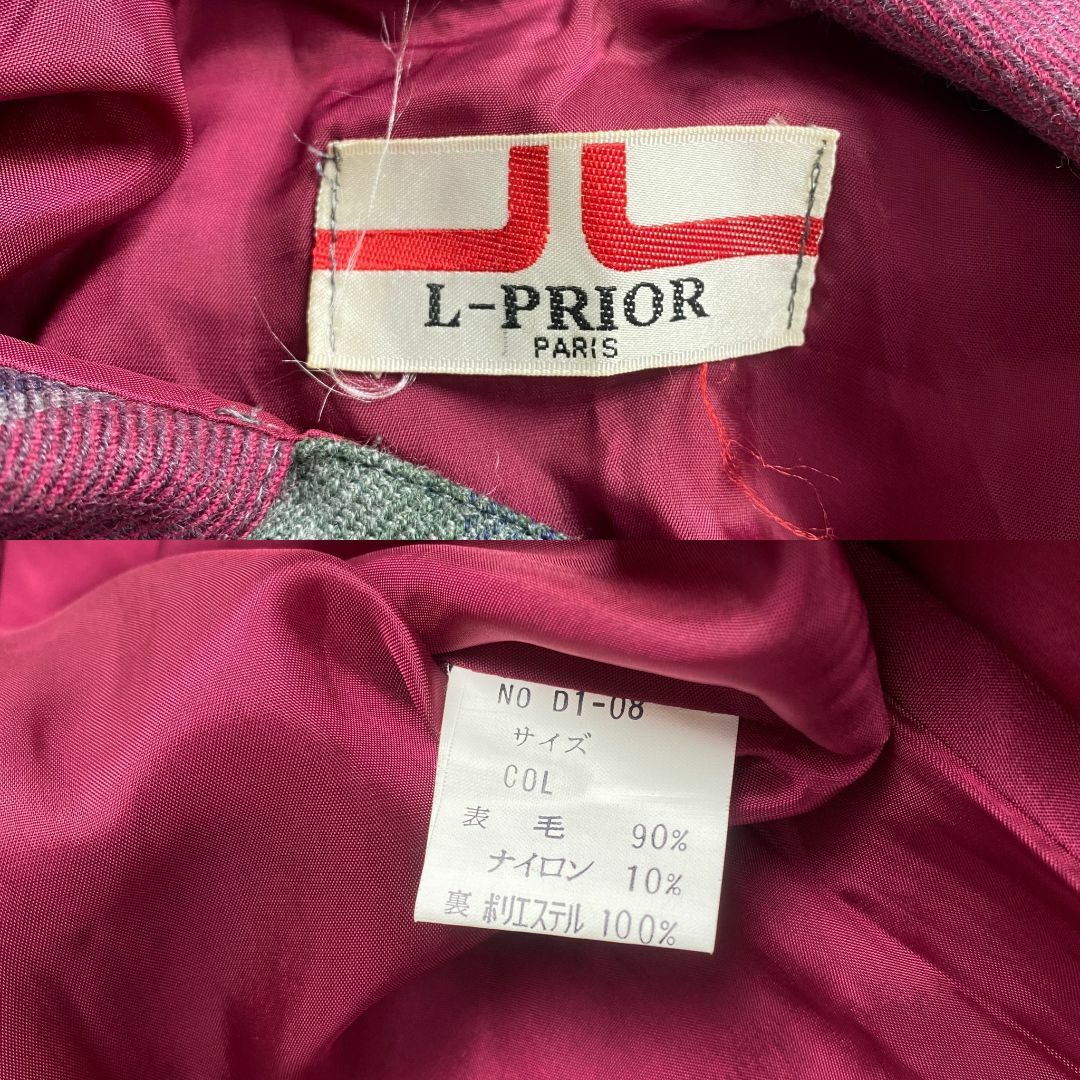 L-PRIOR
PARIS
NO D1-08
サイズ
COL
表 毛 90%
ナイロン 10%
裏 ポリエステル 100%